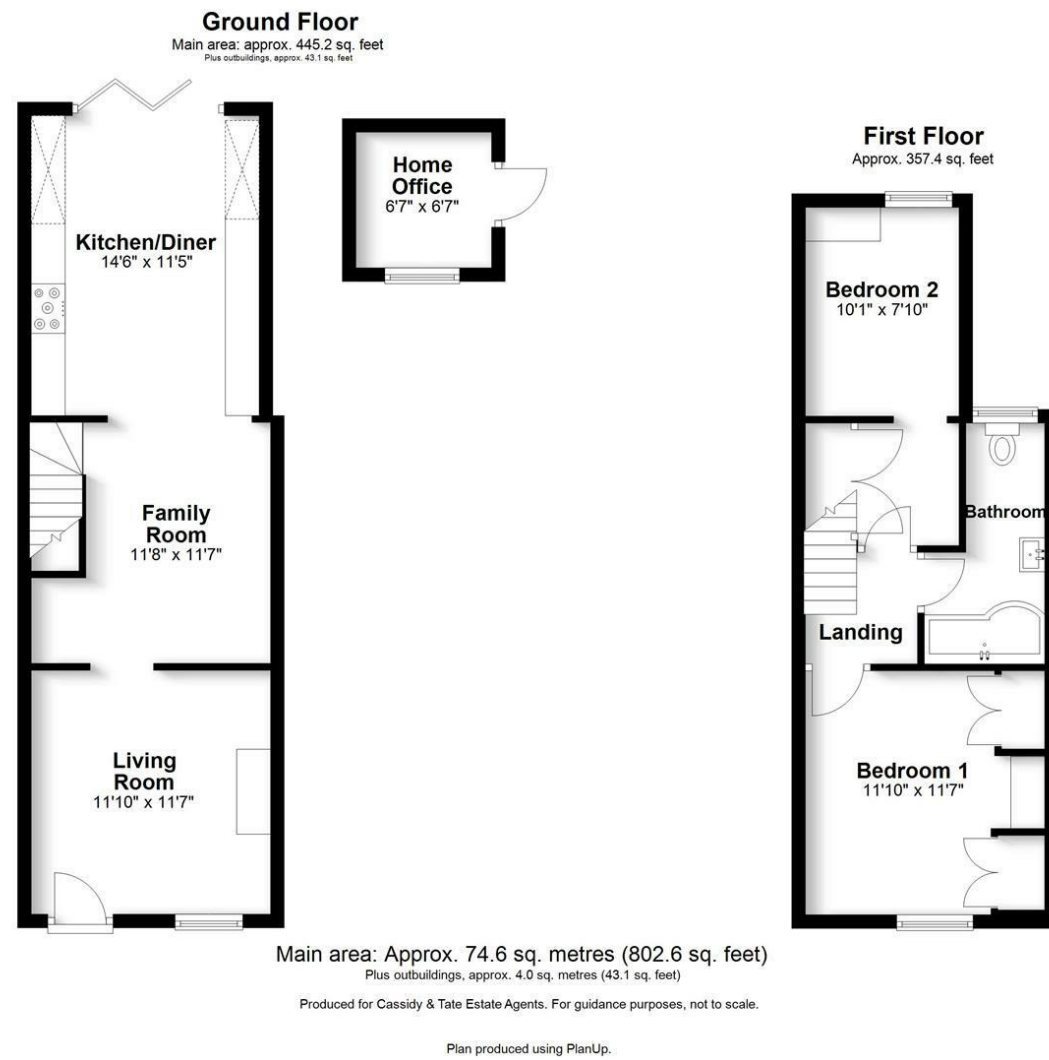 Ground Floor
Main area: approx. 445.2 sq. feet
Plus outbuildings, approx. 43.1 sq. feet
Kitchen/Diner
14'6" x 11'5"
Family
Room
11'8" x 11'7"
Living
Room
11'10" x 11'7"
Home
Office
6'7" x 6'7"
First Floor
Approx. 357.4 sq. feet
Bedroom 2
10'1" x 7'10"
Bathroom
Landing
Bedroom 1
11'10" x 11'7"
Main area: Approx. 74.6 sq. metres (802.6 sq. feet)
Plus outbuildings, approx. 4.0 sq. metres (43.1 sq. feet)
Produced for Cassidy & Tate Estate Agents. For guidance purposes, not to scale.
Plan produced using PlanUp.